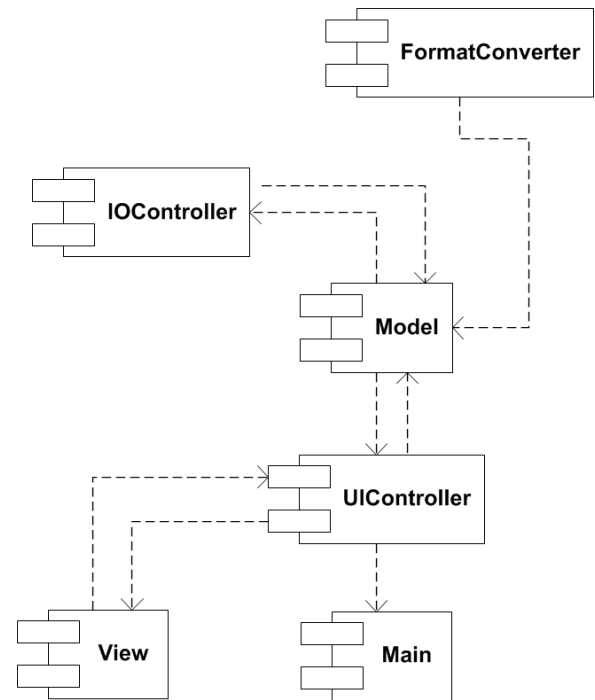 FormatConverter
IOController
Model
UIController
View
Main